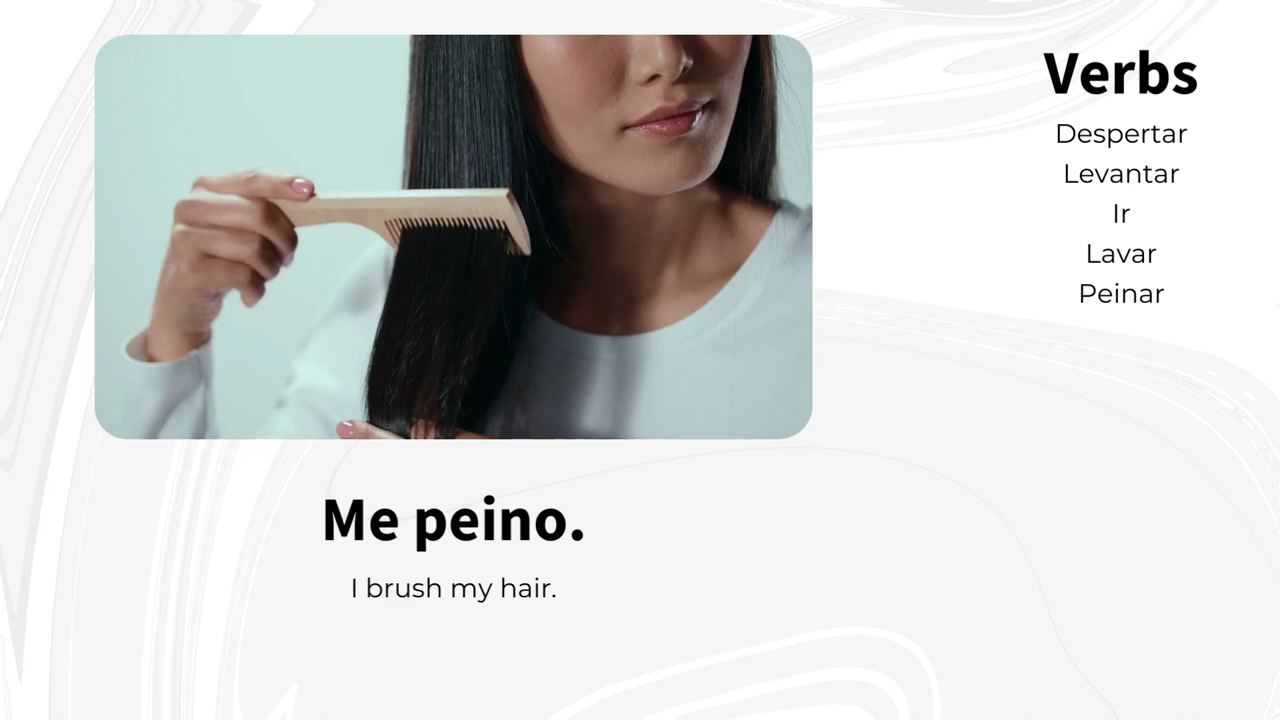 Verbs
Despertar
Levantar
Ir
Lavar
Peinar
Me peino.
I brush my hair.